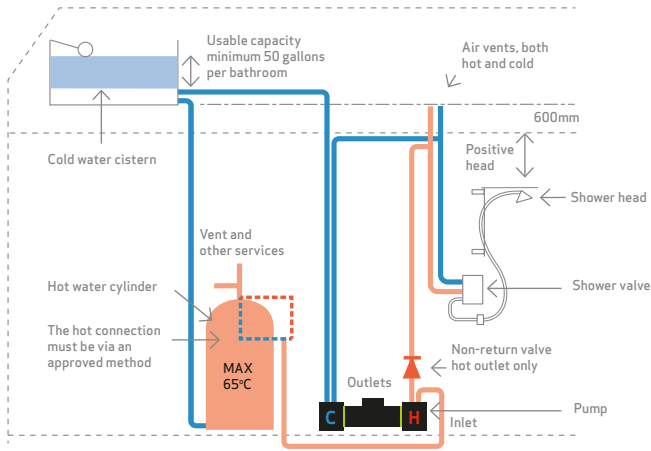 Usable capacity
minimum 50 gallons
per bathroom
Air vents, both
hot and cold
600mm
Cold water cistern
Positive
head
Shower head
Vent and
other services
Hot water cylinder
Shower valve
The hot connection
must be via an
approved method
Non-return valve
hot outlet only
MAX
65ºC
Outlets
C
H
Pump
Inlet